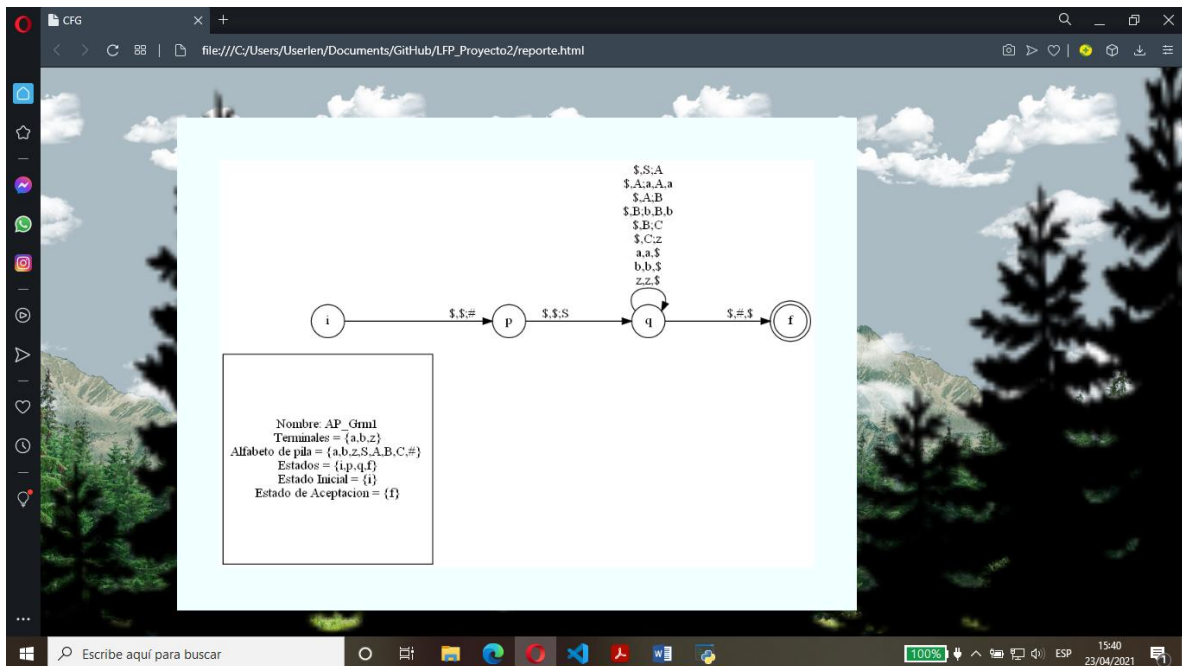 CFG
file:///C:/Users/Userlen/Documents/GitHub/LFP_Proyecto2/reporte.html
$,S;A
$,A;a,A,a
$,A;B
$,B;b,B,b
$,B;C
$,C;z
a,a,$
b,b,$
z,z,$
i
$,$;#
p
$,$;S
q
$,#,$
f
Nombre: AP_Grm1
Terminales = {a,b,z}
Alfabeto de pila = {a,b,z,S,A,B,C,#}
Estados = {i,p,q,f}
Estado Inicial = {i}
Estado de Aceptacion = {f}
Escribe aquí para buscar
100%
ESP
15:40
23/04/2021
1